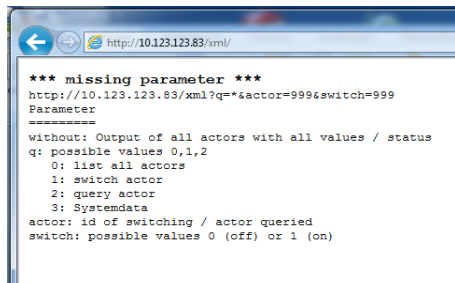 http://10.123.123.83/xml/
*** missing parameter ***
http://10.123.123.83/xml?q=*&actor=999&switch=999
Parameter
=========
without: Output of all actors with all values / status
q: possible values 0,1,2
   0: list all actors
   1: switch actor
   2: query actor
   3: Systemdata
actor: id of switching / actor queried
switch: possible values 0 (off) or 1 (on)